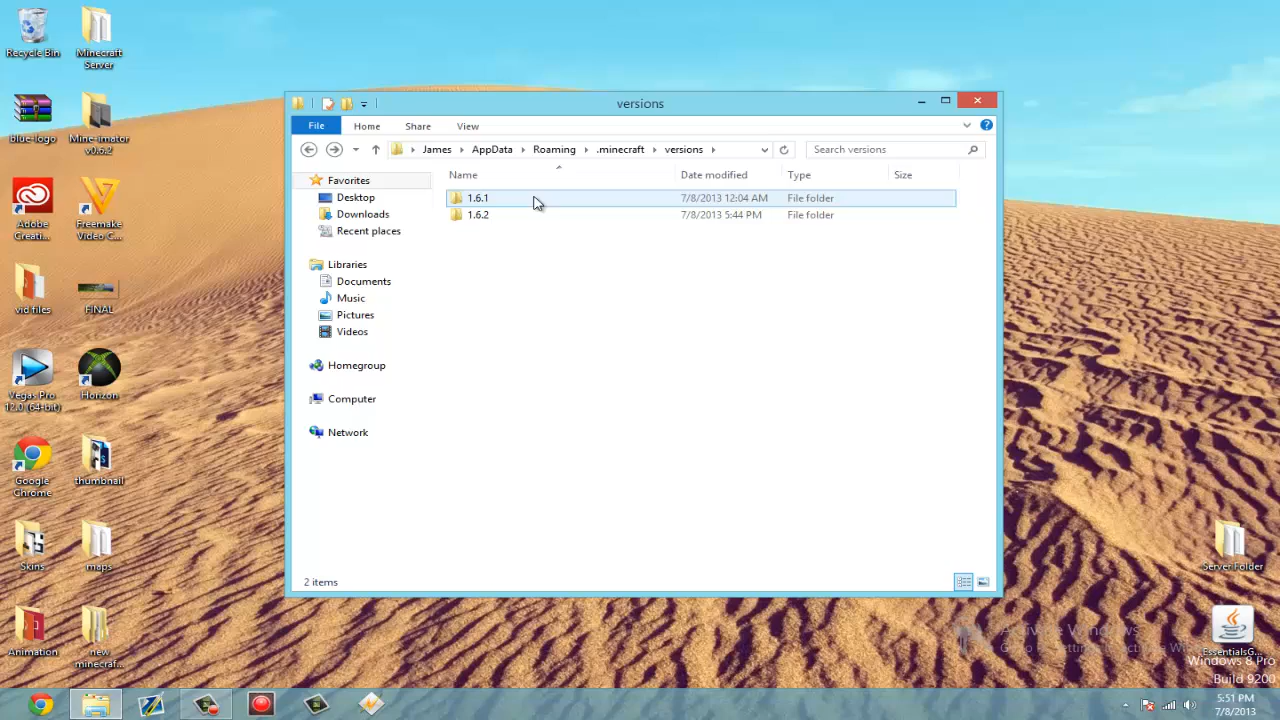 Recycle Bin
Minecraft
Server
blue-logo
Mine-imator
v0.6.2
Adobe
Creati...
Freemake
Video C...
vid files
FINAL
Vegas Pro
12.0 (64-bit)
Horizon
Google
Chrome
thumbnail
Skins
maps
Animation
new
minecraf...
versions
File
Home
Share
View
James
AppData
Roaming
.minecraft
versions
Search versions
Name
Date modified
Type
Size
Favorites
Desktop
Downloads
Recent places
Libraries
Documents
Music
Pictures
Videos
Homegroup
Computer
Network
1.6.1 7/8/2013 12:04 AM File folder
1.6.2 7/8/2013 5:44 PM File folder
2 items
Server Folder
EssentialsG...
Activate Windows
Windows 8 Pro
Build 9200
5:51 PM
7/8/2013